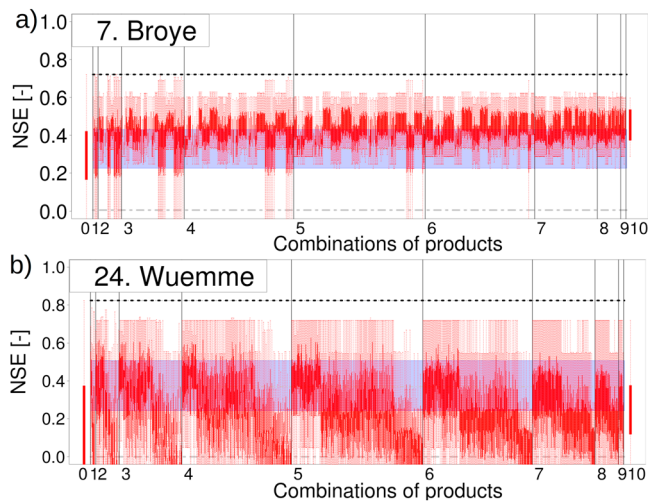 a)
7. Broye
NSE [-]
1.0
0.8
0.6
0.4
0.2
0.0
0 1 2 3 4 5 6 7 8 9 10
Combinations of products
b)
24. Wuemme
NSE [-]
1.0
0.8
0.6
0.4
0.2
0.0
0 1 2 3 4 5 6 7 8 9 10
Combinations of products